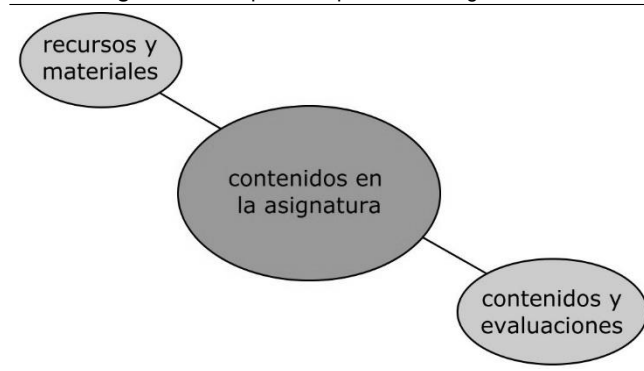 recursos y
materiales
contenidos en
la asignatura
contenidos y
evaluaciones